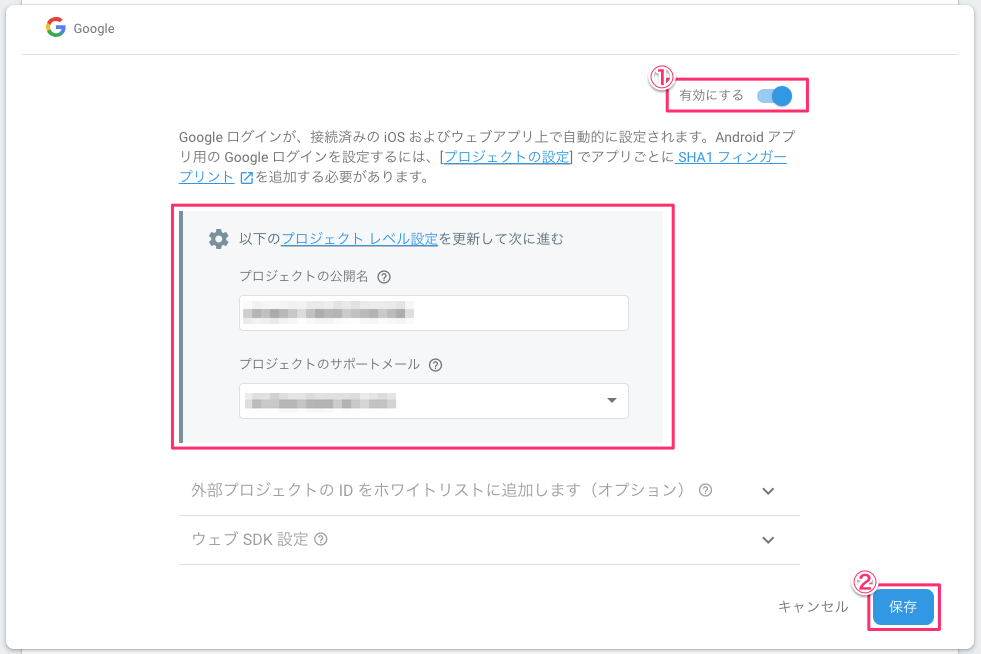 Google
①
有効にする
Google ログインが、接続済みの iOS およびウェブアプリ上で自動的に設定されます。Android アプ
リ用の Google ログインを設定するには、[プロジェクトの設定] でアプリごとに SHA1 フィンガー
プリント を追加する必要があります。
以下のプロジェクト レベル設定を更新して次に進む
プロジェクトの公開名
プロジェクトのサポートメール
外部プロジェクトの ID をホワイトリストに追加します（オプション）
ウェブ SDK 設定
②
キャンセル
保存